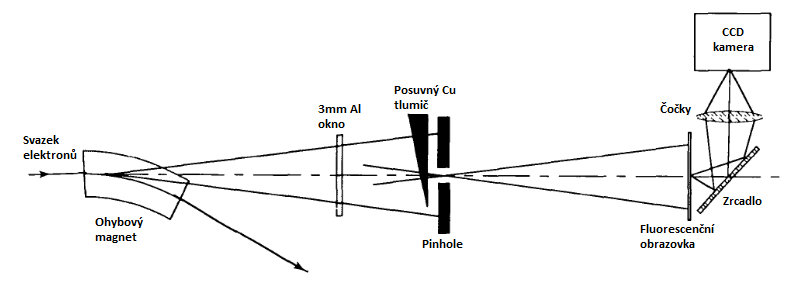 CCD
kamera
Posuvný Cu
tlumič
3mm Al
okno
Čočky
Svazek
elektronů
Zrcadlo
Ohybový
magnet
Pinhole
Fluorescenční
obrazovka